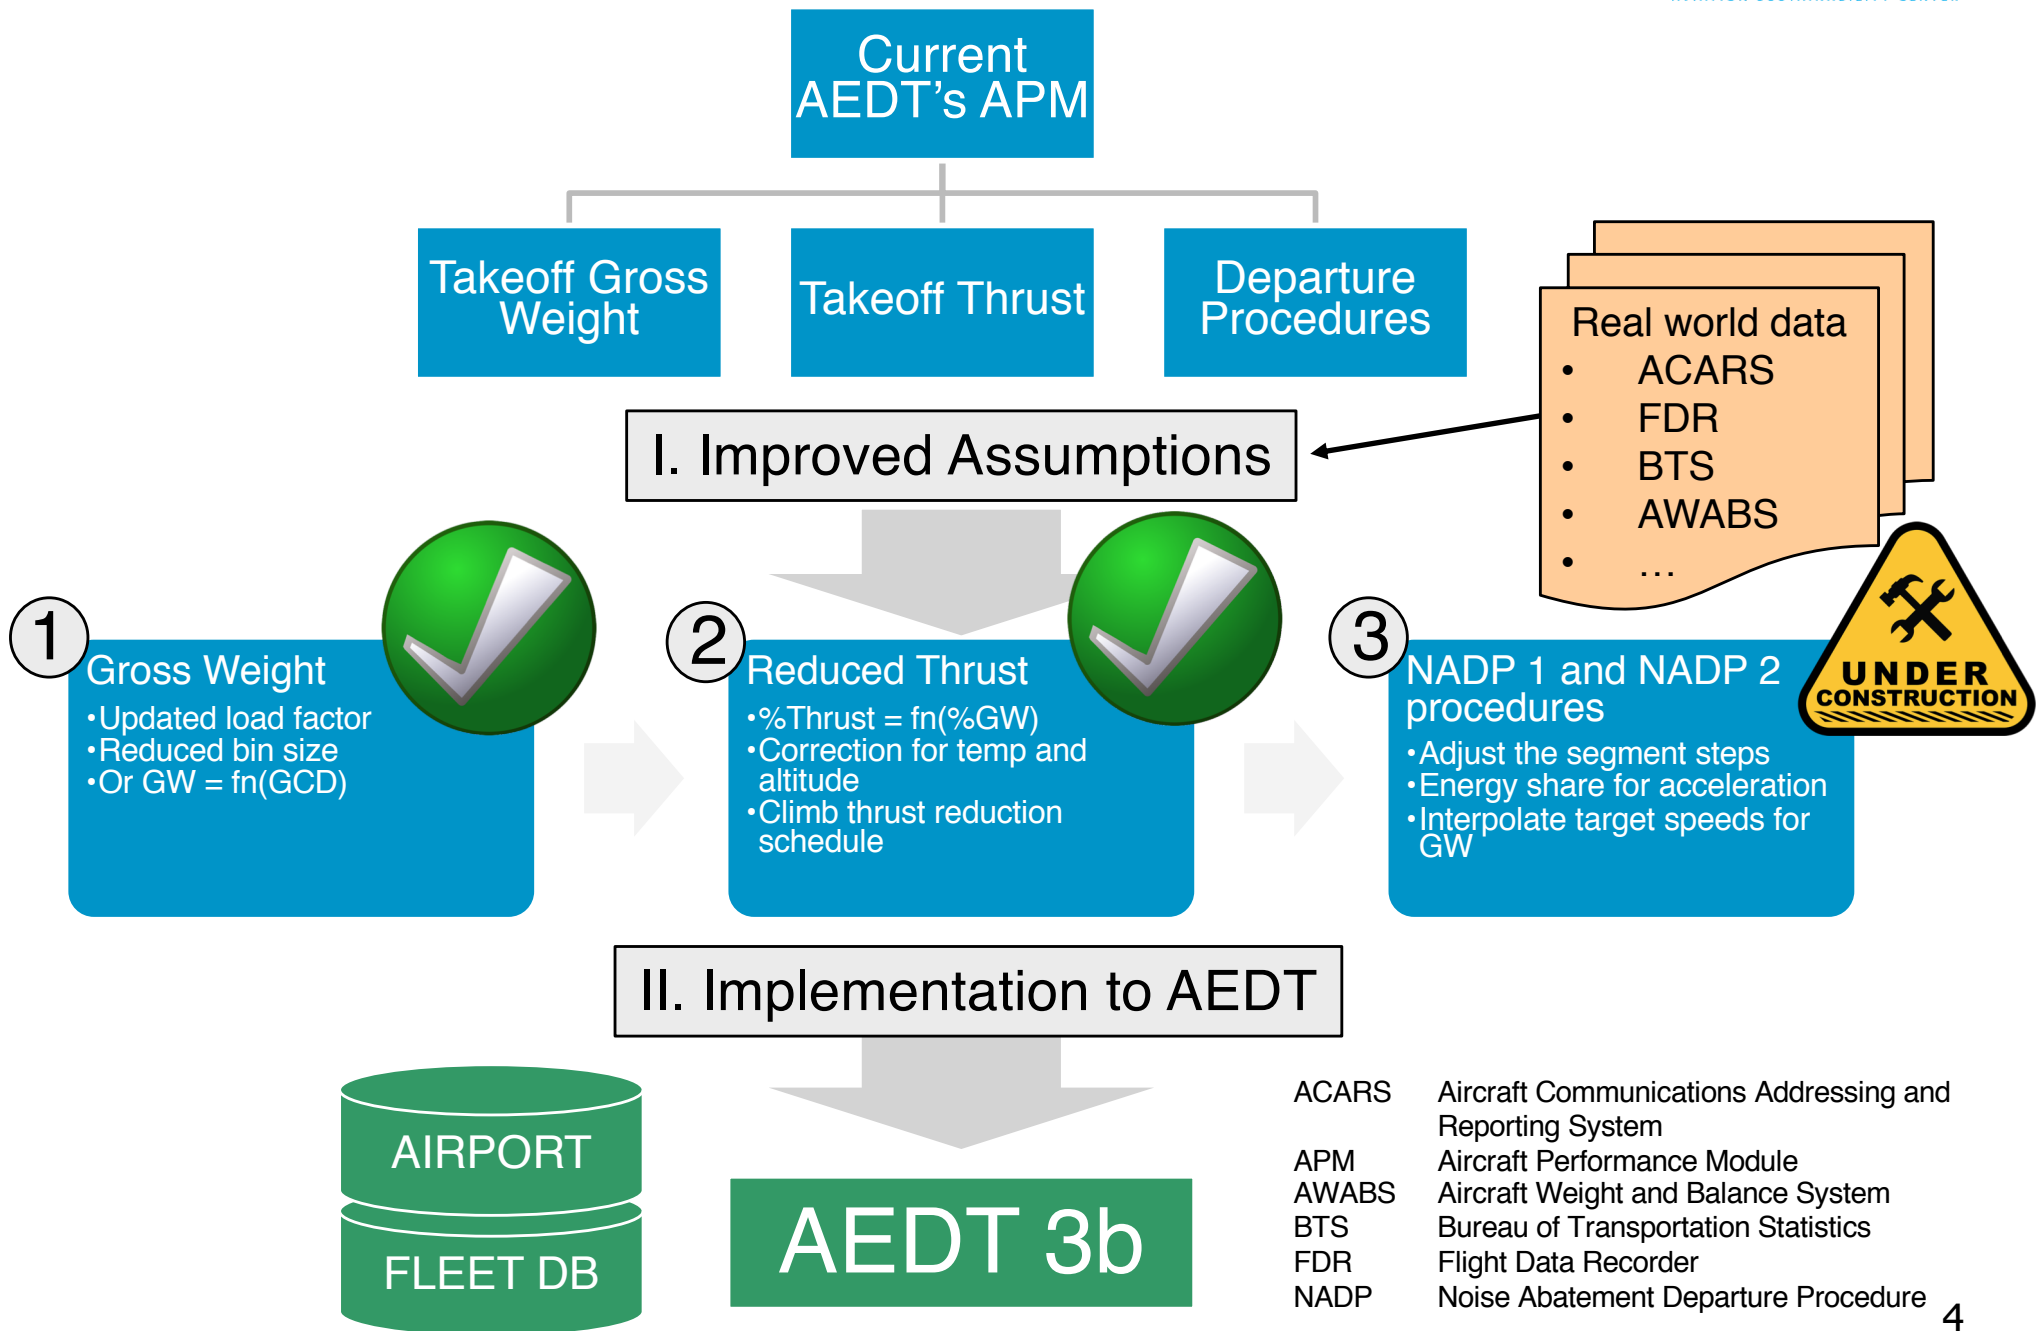 Current
AEDT's APM
Takeoff Gross
Weight
Takeoff Thrust
Departure
Procedures
Real world data
• ACARS
• FDR
• BTS
• AWABS
• …
I. Improved Assumptions
1
Gross Weight
•Updated load factor
•Reduced bin size
•Or GW = fn(GCD)
2
Reduced Thrust
•%Thrust = fn(%GW)
•Correction for temp and
altitude
•Climb thrust reduction
schedule
3
NADP 1 and NADP 2
procedures
•Adjust the segment steps
•Energy share for acceleration
•Interpolate target speeds for
GW
UNDER
CONSTRUCTION
II. Implementation to AEDT
AIRPORT
FLEET DB
AEDT 3b
ACARS Aircraft Communications Addressing and
Reporting System
APM Aircraft Performance Module
AWABS Aircraft Weight and Balance System
BTS Bureau of Transportation Statistics
FDR Flight Data Recorder
NADP Noise Abatement Departure Procedure
4